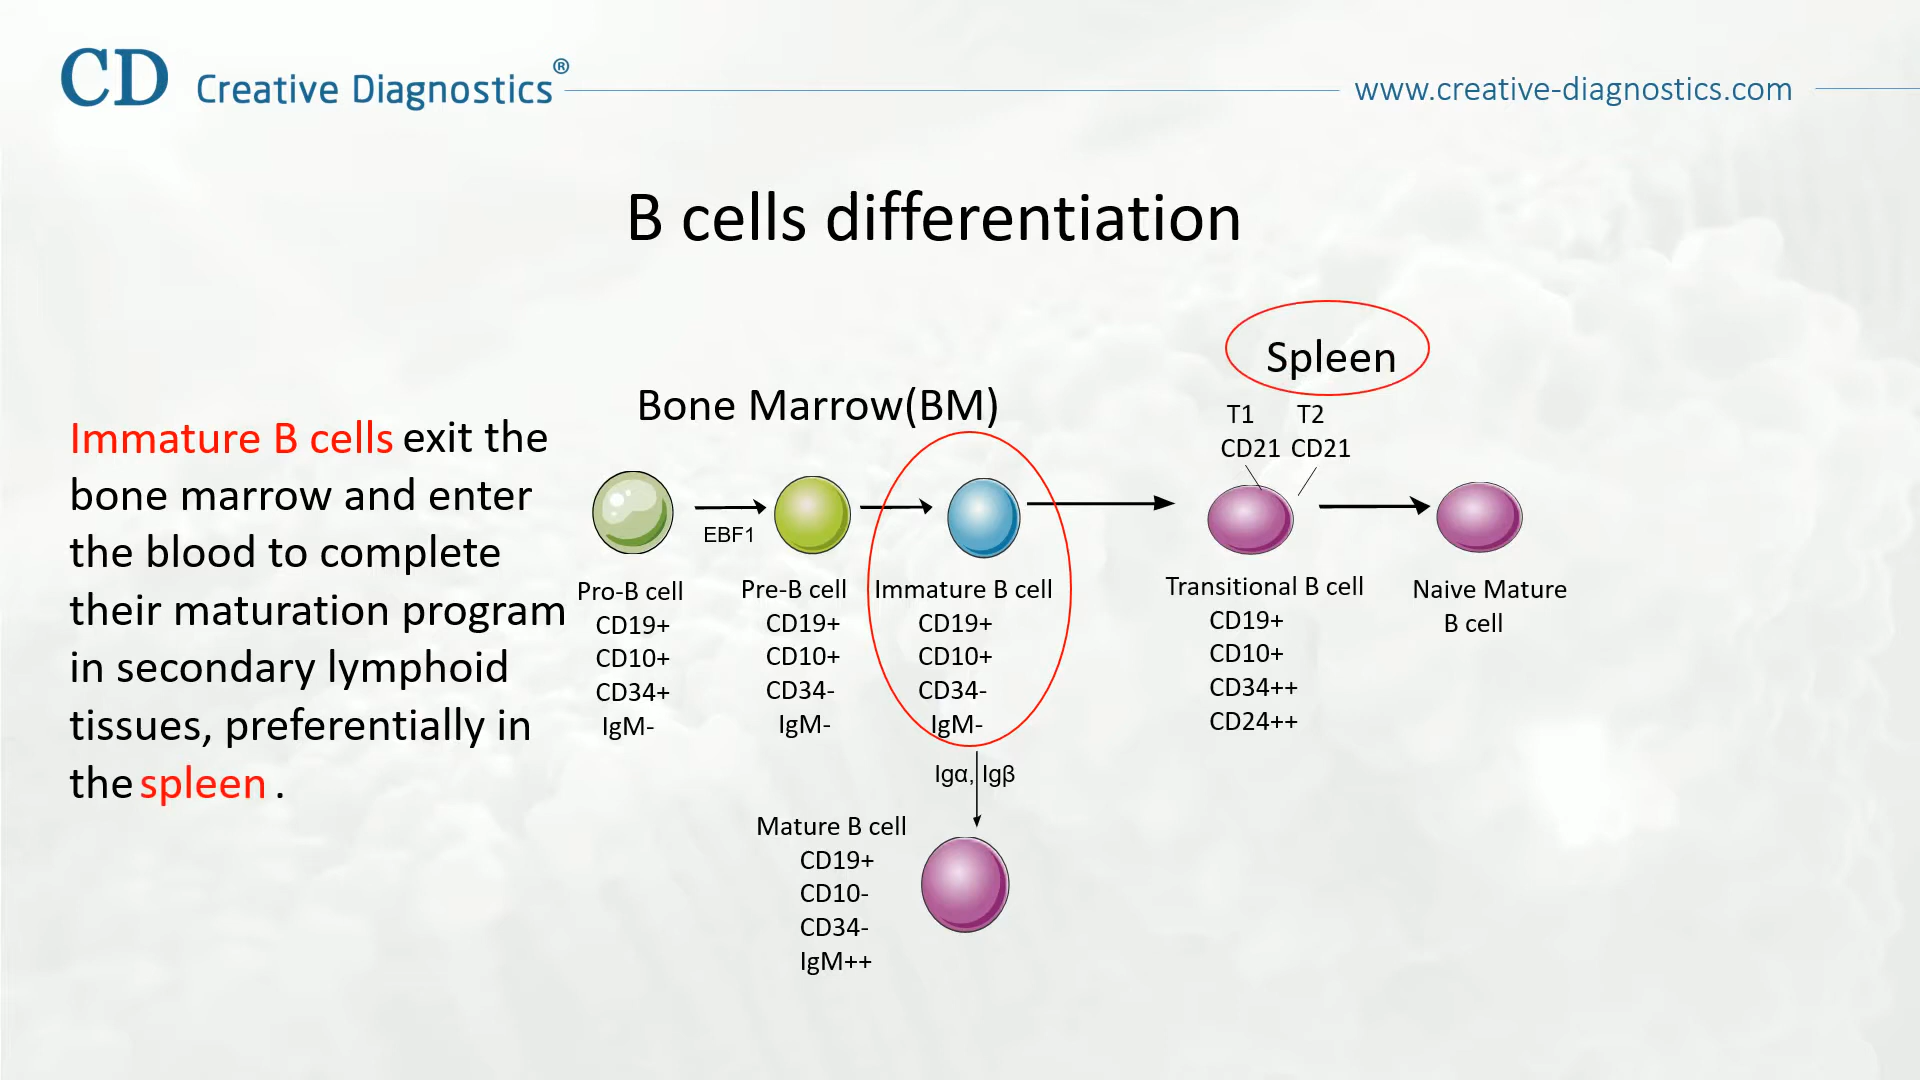 CD Creative Diagnostics®
www.creative-diagnostics.com
B cells differentiation
Immature B cells exit the
bone marrow and enter
the blood to complete
their maturation program
in secondary lymphoid
tissues, preferentially in
the spleen .
Bone Marrow(BM)
Spleen
T1 T2
CD21 CD21
EBF1
Pro-B cell
CD19+
CD10+
CD34+
IgM-
Pre-B cell
CD19+
CD10+
CD34-
IgM-
Immature B cell
CD19+
CD10+
CD34-
IgM-
Transitional B cell
CD19+
CD10+
CD34++
CD24++
Naive Mature
B cell
Igα, Igβ
Mature B cell
CD19+
CD10-
CD34-
IgM++